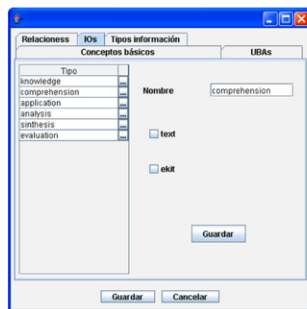 Relacioness IOs Tipos información
Conceptos básicos UBAs
Tipo
knowledge ...
comprehension ...
application ...
analysis ...
sinthesis ...
evaluation ...
Nombre comprehension
text
ekit
Guardar
Guardar Cancelar